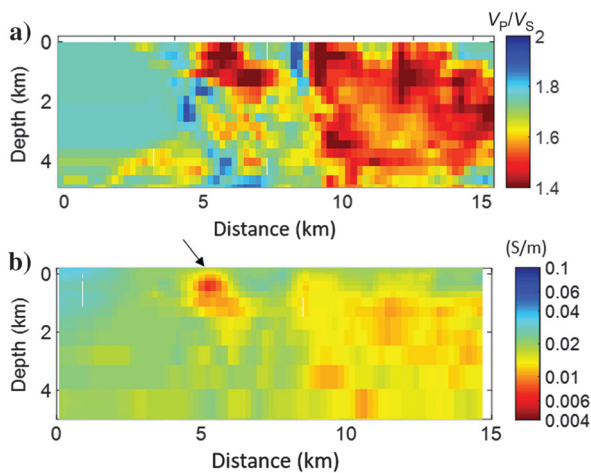 a)
V_P/V_S
Depth (km)
0
2
4
0 5 10 15
Distance (km)
2
1.8
1.6
1.4
b)
(S/m)
Depth (km)
0
2
4
0 5 10 15
Distance (km)
0.1
0.06
0.04
0.02
0.01
0.006
0.004